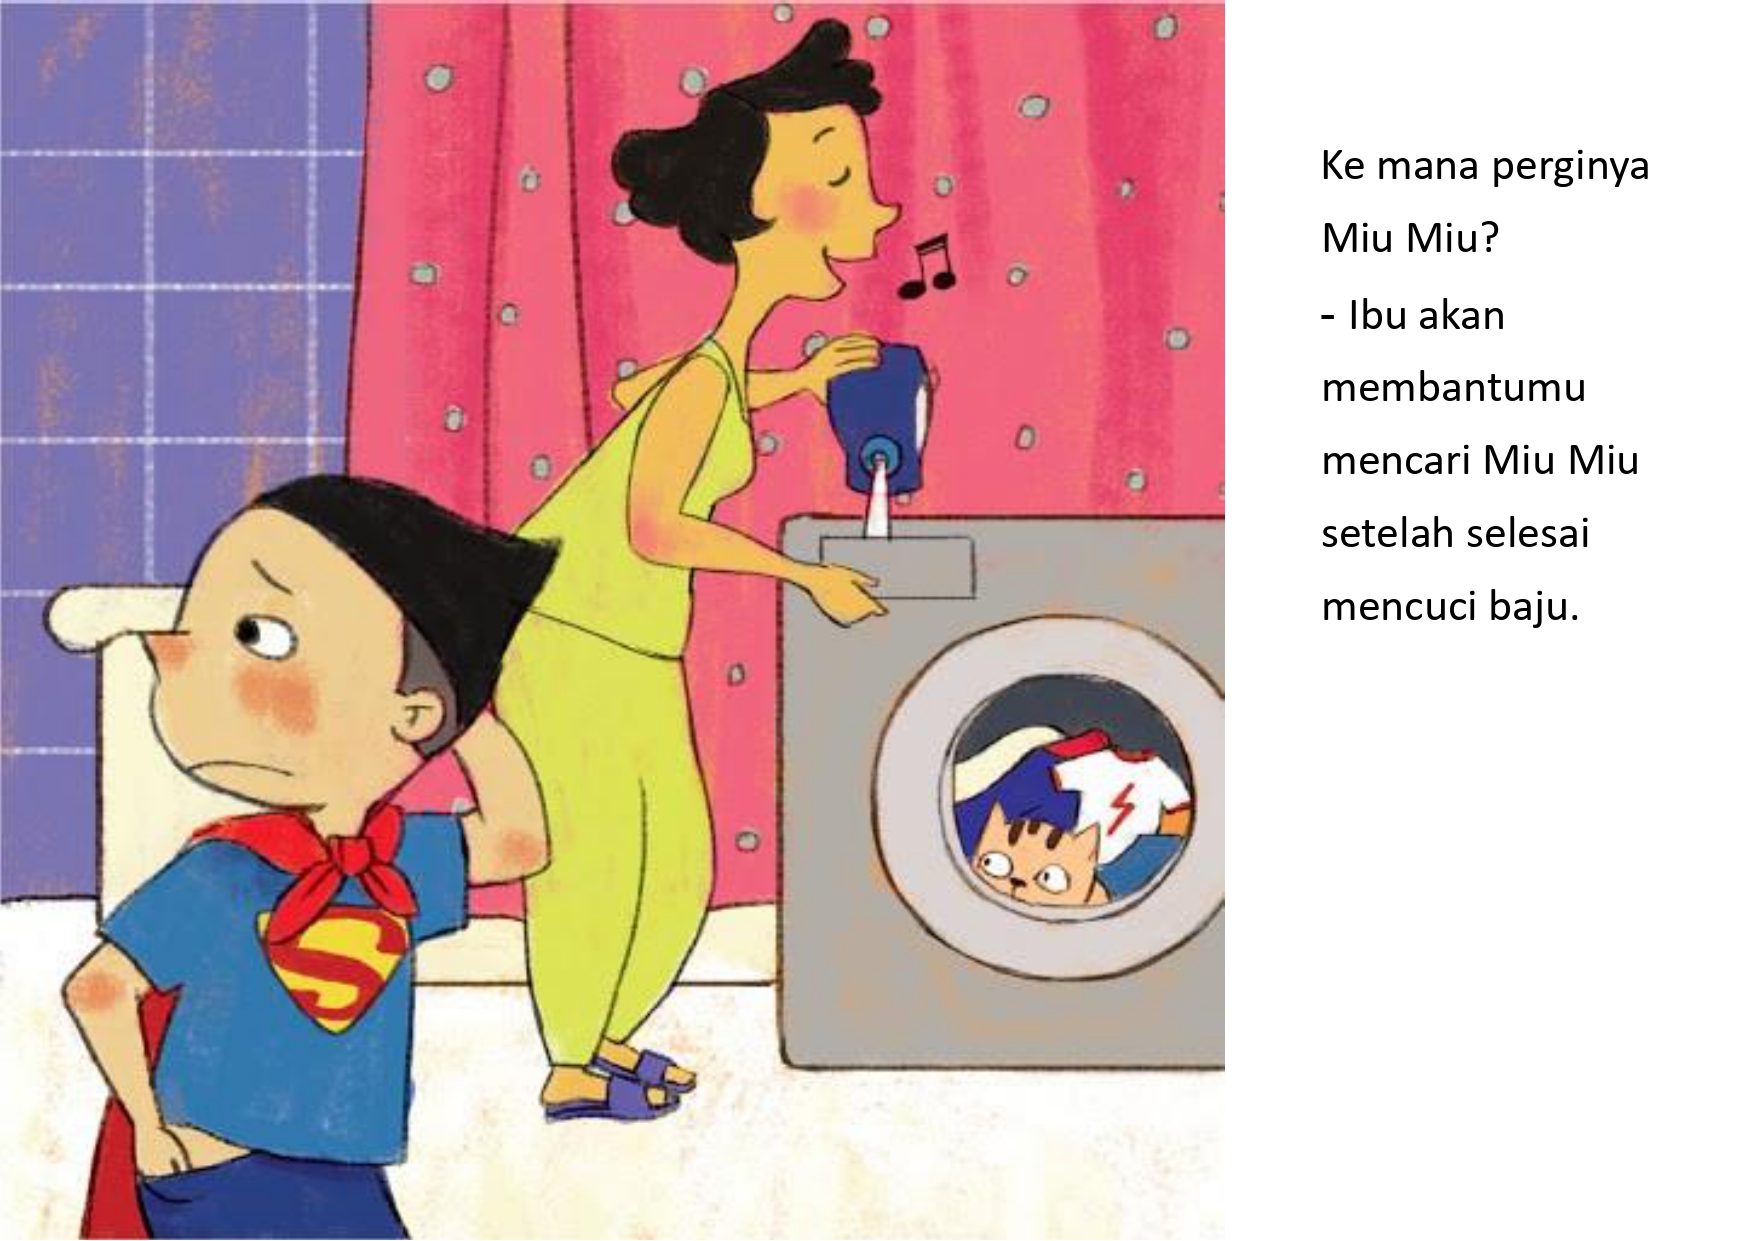 Ke mana perginya
Miu Miu?
- Ibu akan
membantumu
mencari Miu Miu
setelah selesai
mencuci baju.
S